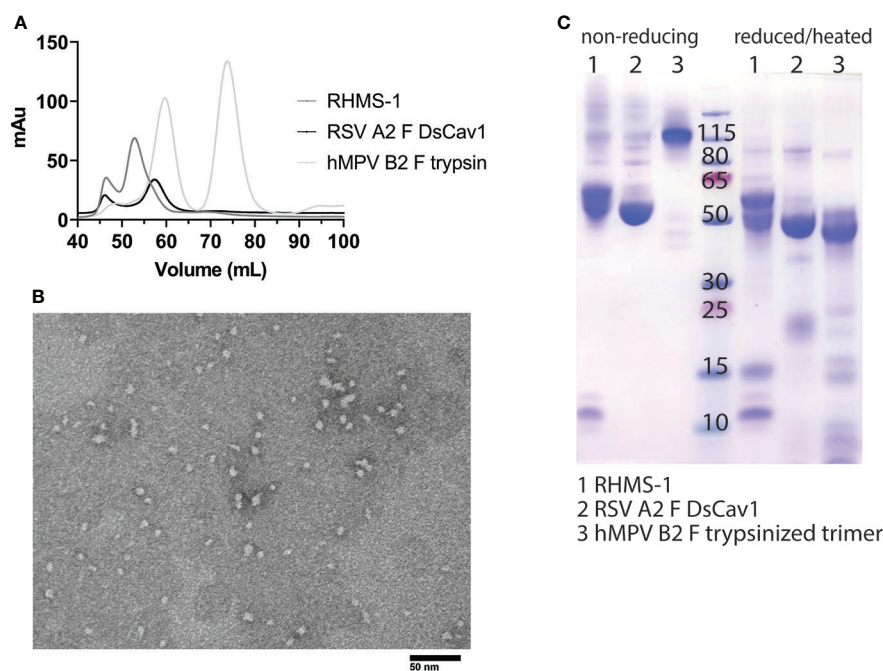 A
150
100
50
0
mAu
40 50 60 70 80 90 100
Volume (mL)
RHMS-1
RSV A2 F DsCav1
hMPV B2 F trypsin
B
50 nm
C
non-reducing reduced/heated
1 2 3 1 2 3
115
80
65
50
30
25
15
10
1 RHMS-1
2 RSV A2 F DsCav1
3 hMPV B2 F trypsinized trimer